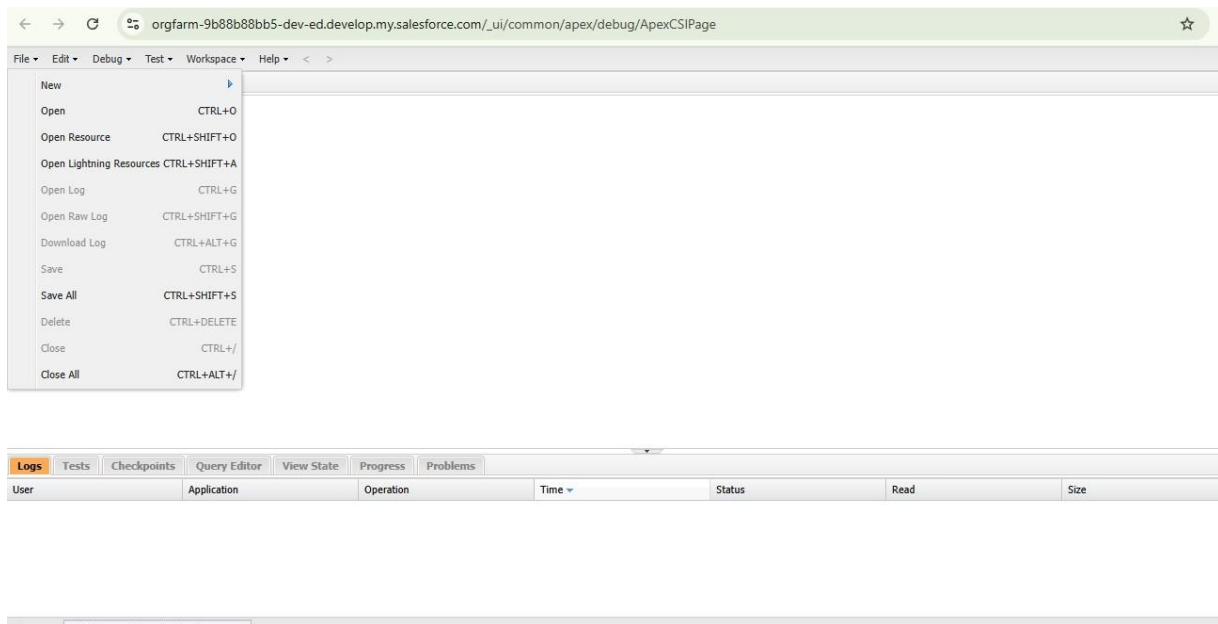 orgfarm-9b88b88bb5-dev-ed.develop.my.salesforce.com/_ui/common/apex/debug/ApexCSIPage
File Edit Debug Test Workspace Help < >
New
Open CTRL+O
Open Resource CTRL+SHIFT+O
Open Lightning Resources CTRL+SHIFT+A
Open Log CTRL+G
Open Raw Log CTRL+SHIFT+G
Download Log CTRL+ALT+G
Save CTRL+S
Save All CTRL+SHIFT+S
Delete CTRL+DELETE
Close CTRL+/
Close All CTRL+ALT+/
Logs Tests Checkpoints Query Editor View State Progress Problems
User Application Operation Time Status Read Size